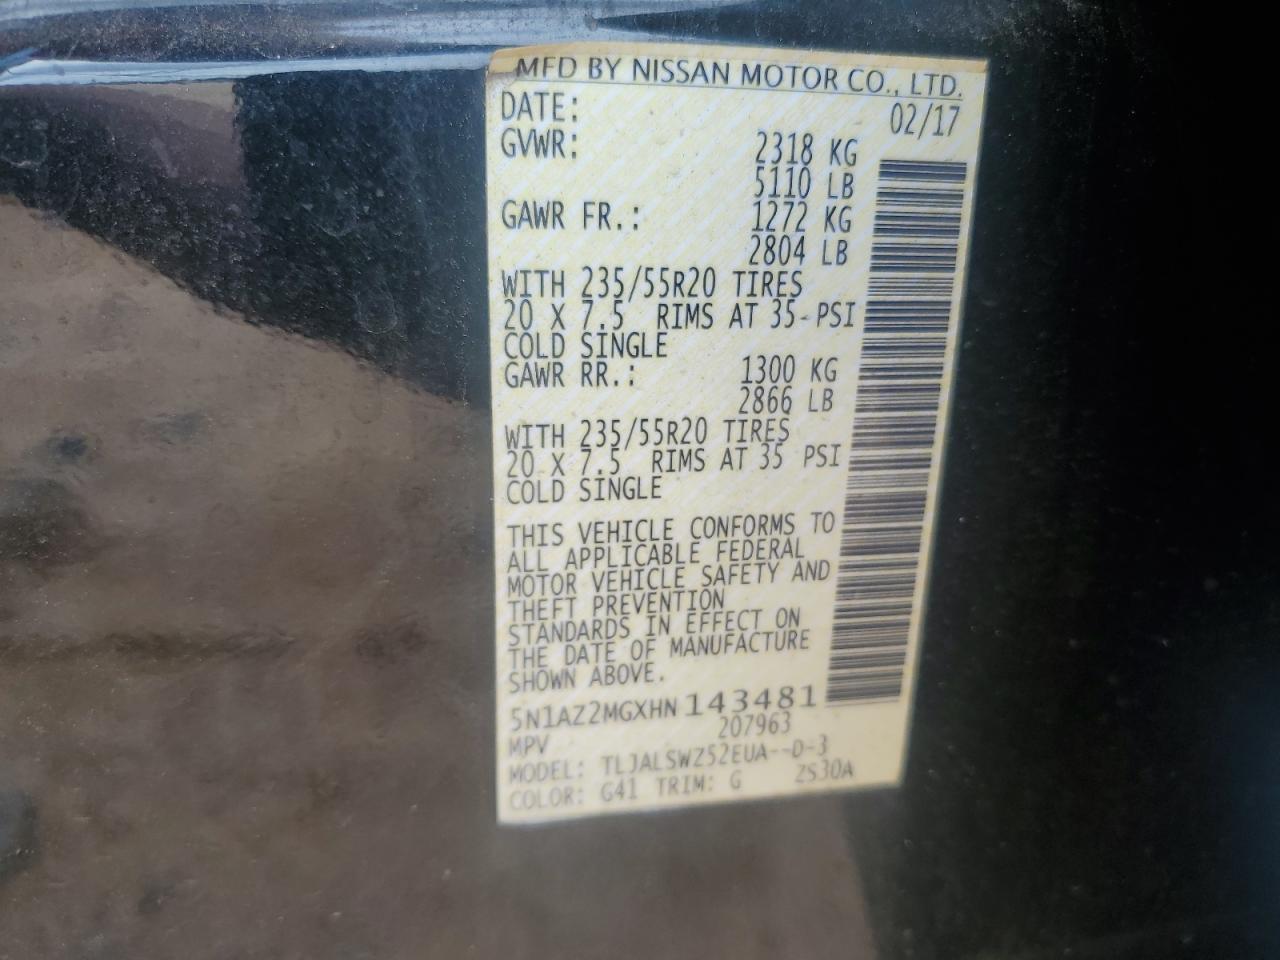 MFD BY NISSAN MOTOR CO., LTD.
DATE: 02/17
GVWR: 2318 KG
5110 LB
GAWR FR.: 1272 KG
2804 LB
WITH 235/55R20 TIRES
20 X 7.5 RIMS AT 35 PSI
COLD SINGLE
GAWR RR.: 1300 KG
2866 LB
WITH 235/55R20 TIRES
20 X 7.5 RIMS AT 35 PSI
COLD SINGLE
THIS VEHICLE CONFORMS TO
ALL APPLICABLE FEDERAL
MOTOR VEHICLE SAFETY AND
THEFT PREVENTION
STANDARDS IN EFFECT ON
THE DATE OF MANUFACTURE
SHOWN ABOVE.
5N1AZ2MGXHN143481
MPV 207963
MODEL: TLJALSWZ52EUA--D-3
COLOR: G41 TRIM: G ZS30A